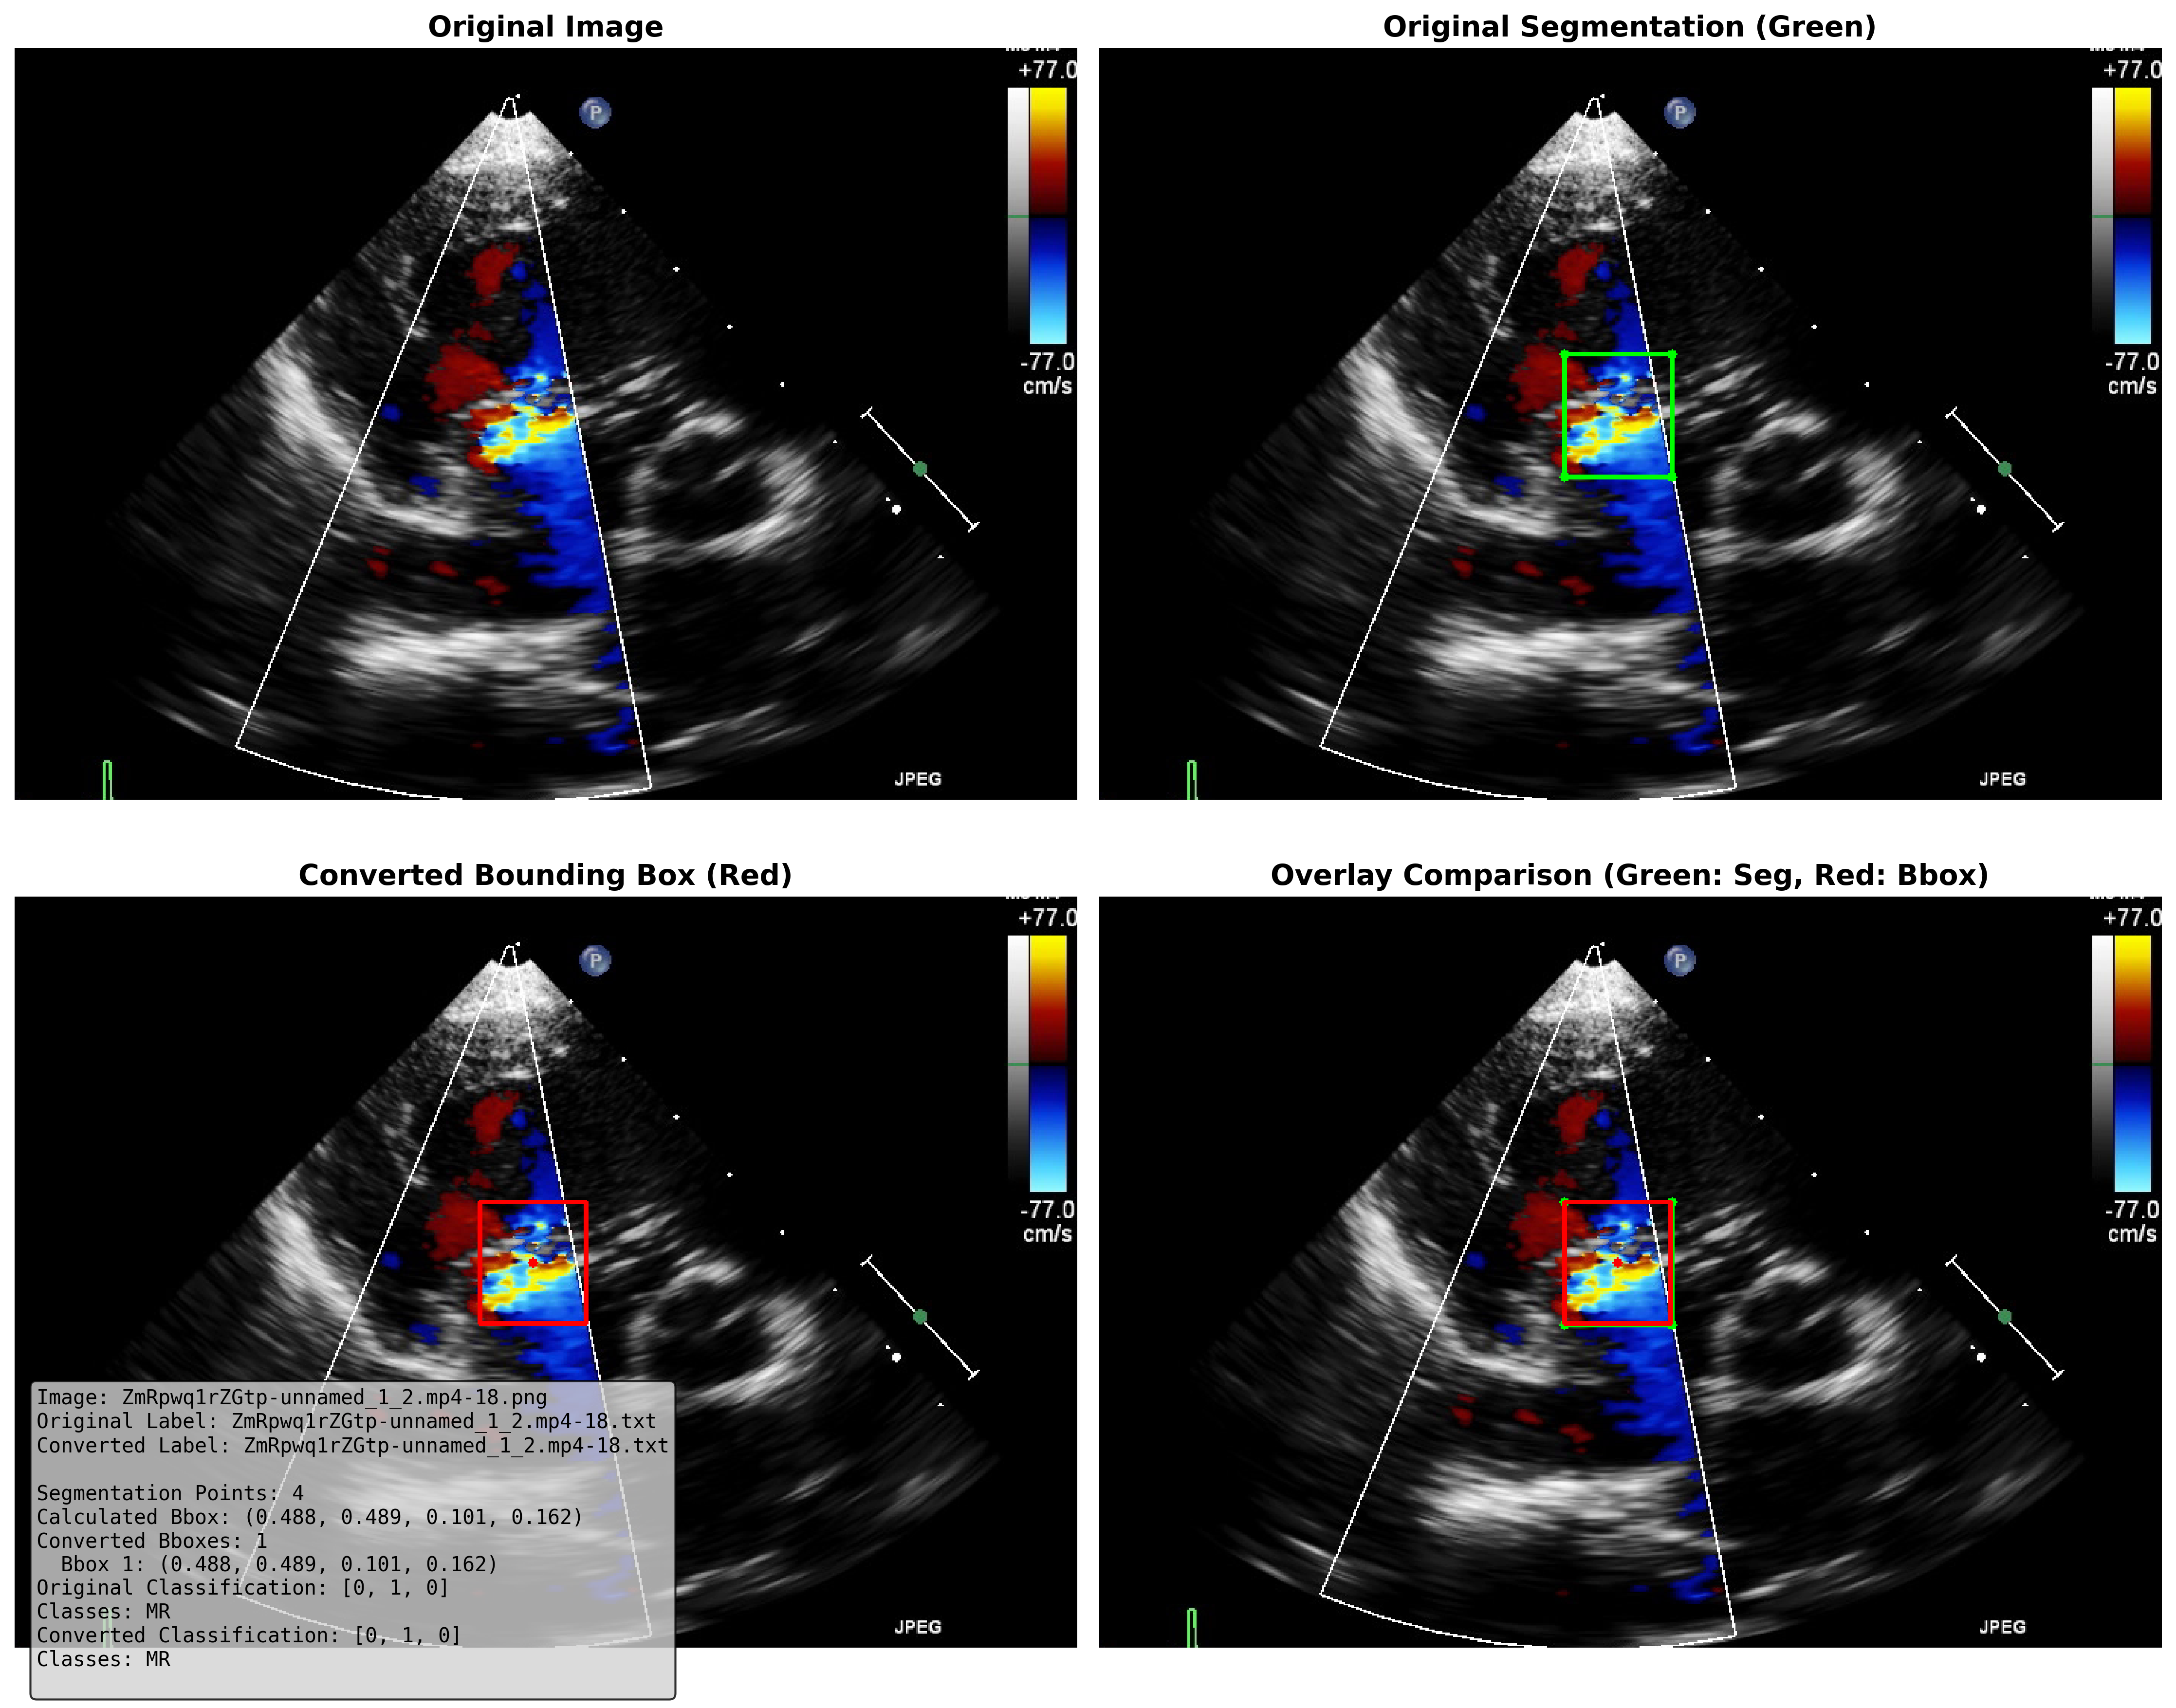 Original Image
+77.0
P
-77.0
cm/s
JPEG
Original Segmentation (Green)
+77.0
P
-77.0
cm/s
JPEG
Converted Bounding Box (Red)
+77.0
P
-77.0
cm/s
Image: ZmRpwq1rZGtp-unnamed_1_2.mp4-18.png
Original Label: ZmRpwq1rZGtp-unnamed_1_2.mp4-18.txt
Converted Label: ZmRpwq1rZGtp-unnamed_1_2.mp4-18.txt
Segmentation Points: 4
Calculated Bbox: (0.488, 0.489, 0.101, 0.162)
Converted Bboxes: 1
Bbox 1: (0.488, 0.489, 0.101, 0.162)
Original Classification: [0, 1, 0]
Classes: MR
Converted Classification: [0, 1, 0]
Classes: MR
JPEG
Overlay Comparison (Green: Seg, Red: Bbox)
+77.0
P
-77.0
cm/s
JPEG